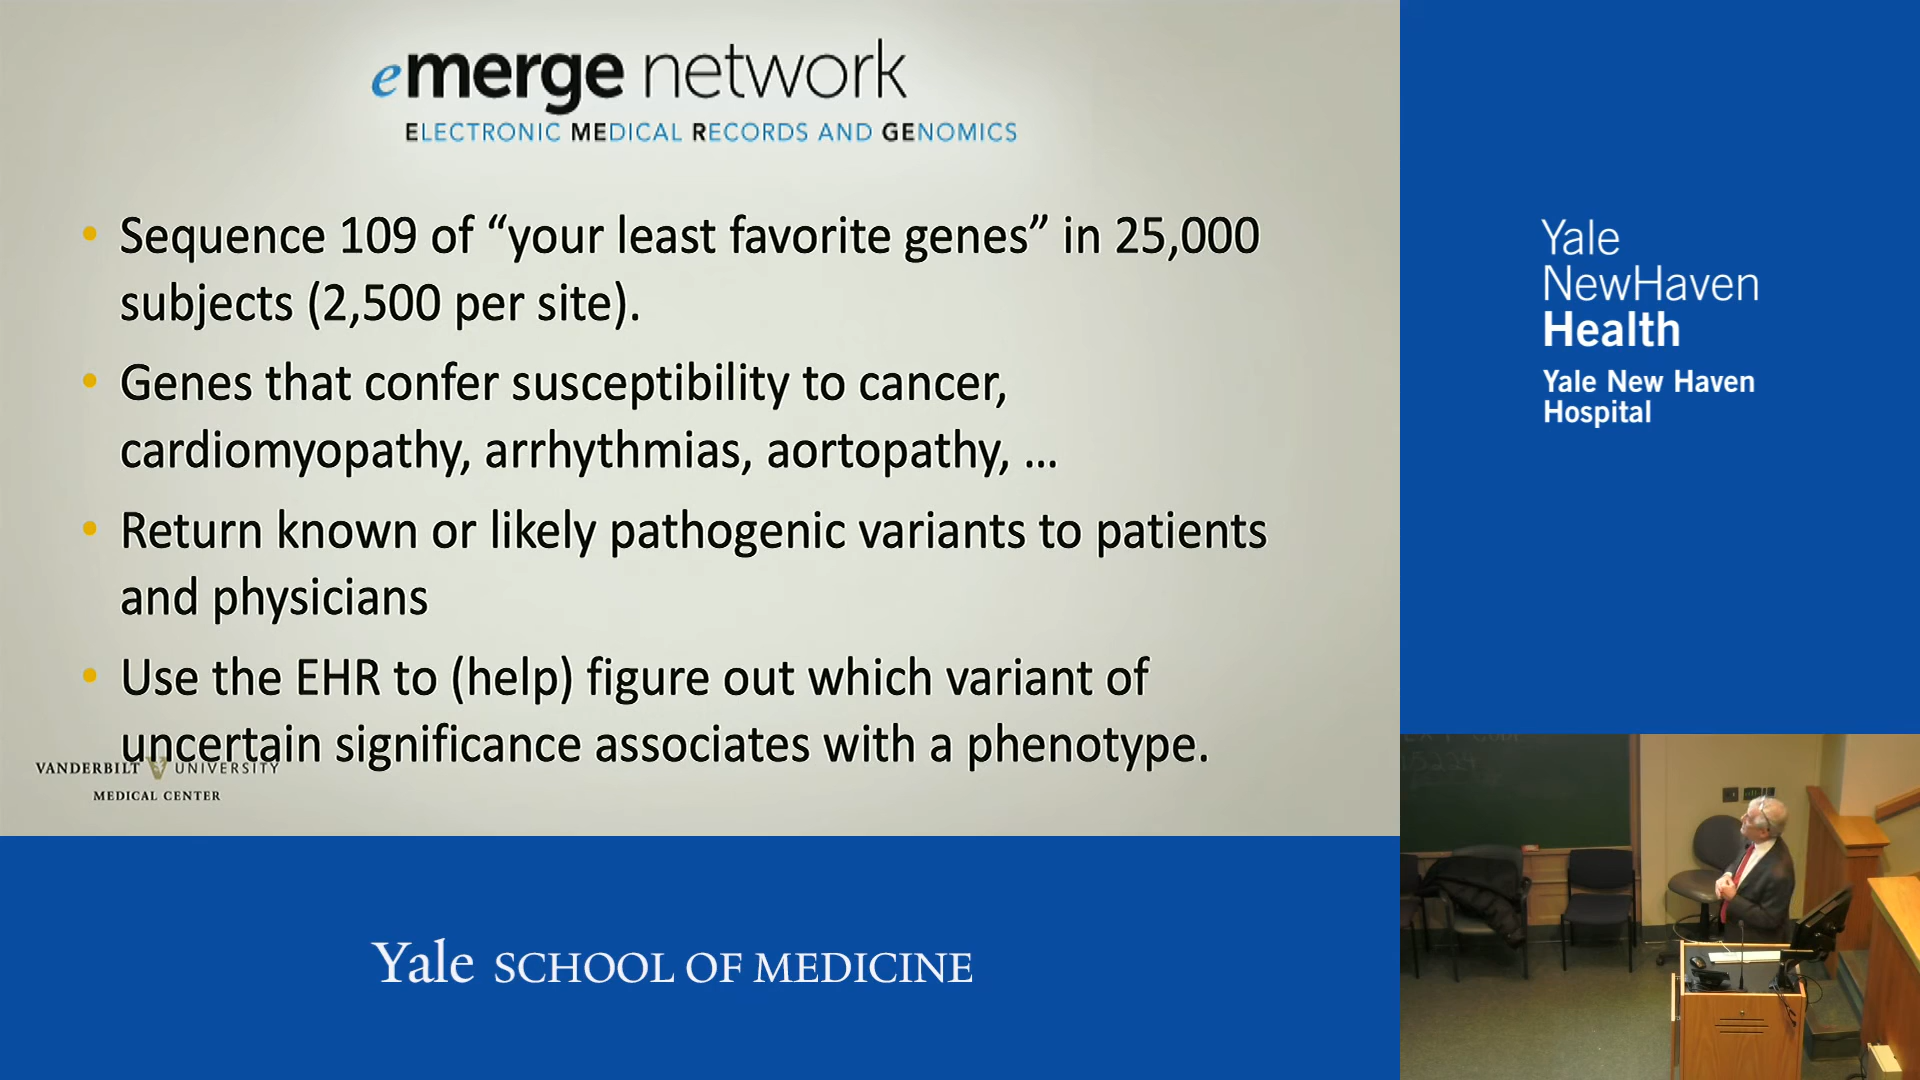 emerge network
ELECTRONIC MEDICAL RECORDS AND GENOMICS
• Sequence 109 of “your least favorite genes” in 25,000
subjects (2,500 per site).
• Genes that confer susceptibility to cancer,
cardiomyopathy, arrhythmias, aortopathy, ...
• Return known or likely pathogenic variants to patients
and physicians
• Use the EHR to (help) figure out which variant of
uncertain significance associates with a phenotype.
VANDERBILT UNIVERSITY
MEDICAL CENTER
Yale
NewHaven
Health
Yale New Haven
Hospital
Yale SCHOOL OF MEDICINE